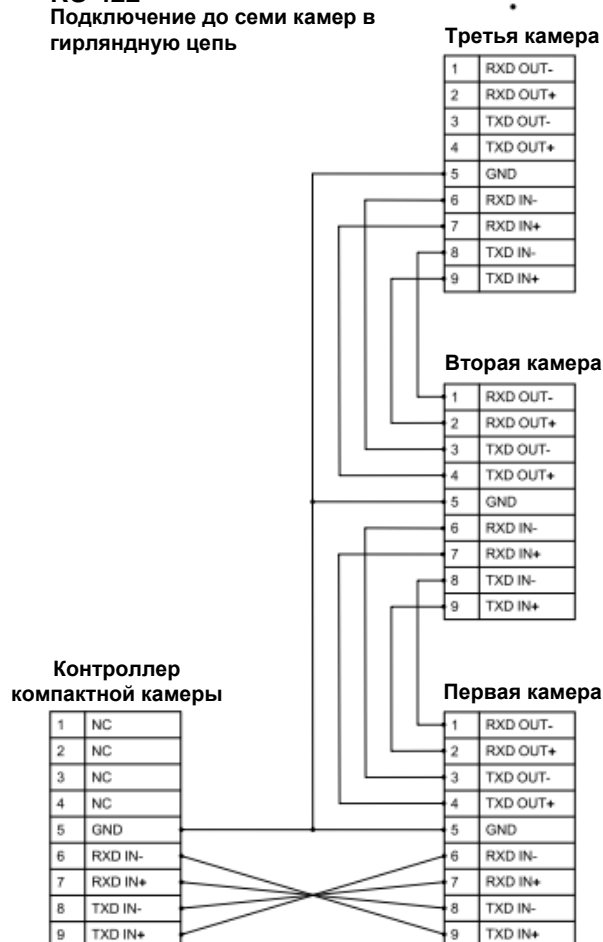 RS-422
Подключение до семи камер в
гирляндную цепь
Третья камера
1 RXD OUT-
2 RXD OUT+
3 TXD OUT-
4 TXD OUT+
5 GND
6 RXD IN-
7 RXD IN+
8 TXD IN-
9 TXD IN+
Вторая камера
1 RXD OUT-
2 RXD OUT+
3 TXD OUT-
4 TXD OUT+
5 GND
6 RXD IN-
7 RXD IN+
8 TXD IN-
9 TXD IN+
Контроллер
компактной камеры
1 NC
2 NC
3 NC
4 NC
5 GND
6 RXD IN-
7 RXD IN+
8 TXD IN-
9 TXD IN+
Первая камера
1 RXD OUT-
2 RXD OUT+
3 TXD OUT-
4 TXD OUT+
5 GND
6 RXD IN-
7 RXD IN+
8 TXD IN-
9 TXD IN+